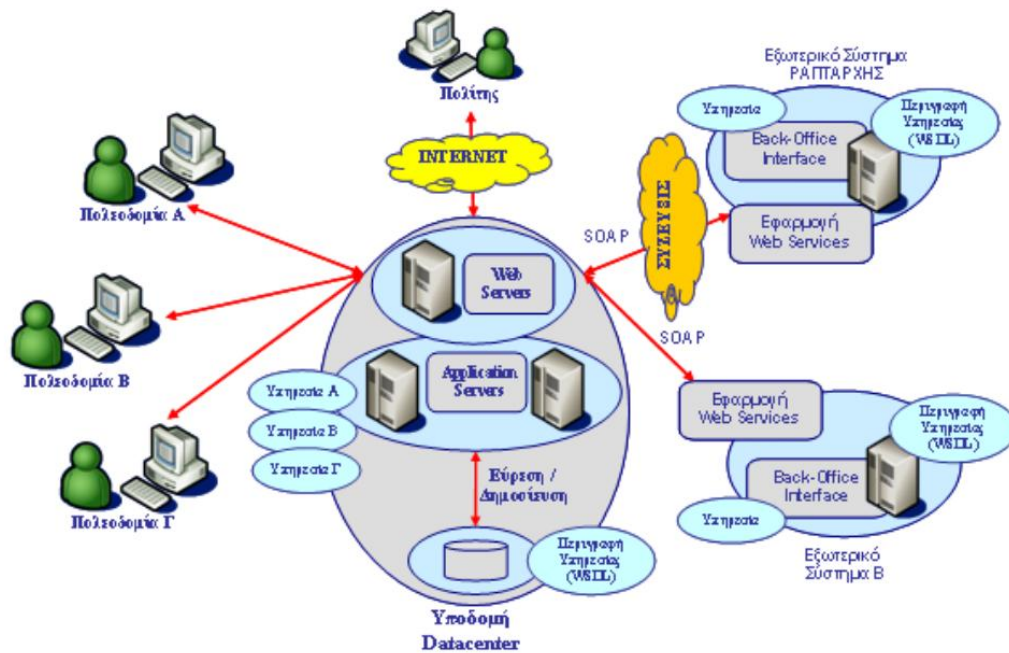 Πολίτης
INTERNET
Πολεοδομία Α
Πολεοδομία Β
Πολεοδομία Γ
Web
Servers
Application
Servers
Υπηρεσία Α
Υπηρεσία Β
Υπηρεσία Γ
Εύρεση /
Δημοσίευση
Περιγραφή
Υπηρεσίας
(WSDL)
Υποδομή
Datacenter
SOAP
ΣΥΖΕΥΞΙΣ
SOAP
Εξωτερικό Σύστημα
ΡΑΠΤΑΡΧΗΣ
Υπηρεσία
Περιγραφή
Υπηρεσίας
(WSDL)
Back-Office
Interface
Εφαρμογή
Web Services
Εφαρμογή
Web Services
Περιγραφή
Υπηρεσίας
(WSDL)
Back-Office
Interface
Υπηρεσία
Εξωτερικό
Σύστημα Β